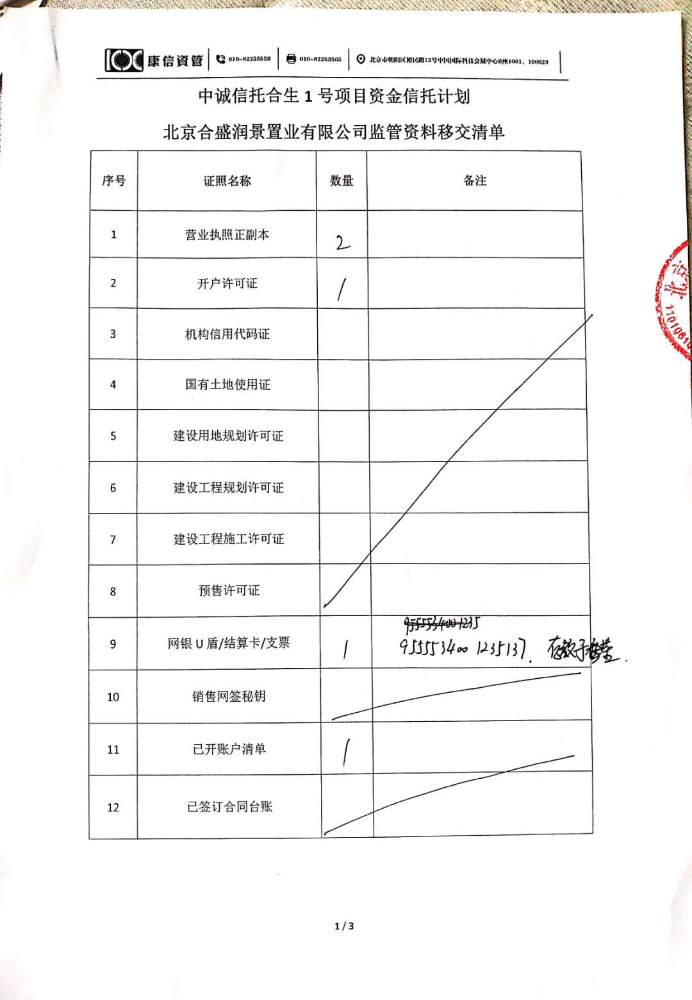 康信資管 010-82253558 010-82253565 北京市朝阳区裕民路12号中国国际科技会展中心B座1001, 100029
中诚信托合生 1 号项目资金信托计划
北京合盛润景置业有限公司监管资料移交清单
序号 证照名称 数量 备注
1 营业执照正副本 2
2 开户许可证 1
3 机构信用代码证
4 国有土地使用证
5 建设用地规划许可证
6 建设工程规划许可证
7 建设工程施工许可证
8 预售许可证
9555534001235
9 网银 U 盾/结算卡/支票 1 955553400 1235137.
10 销售网签秘钥
11 已开账户清单 1
12 已签订合同台账
北京
1101061
1 / 3